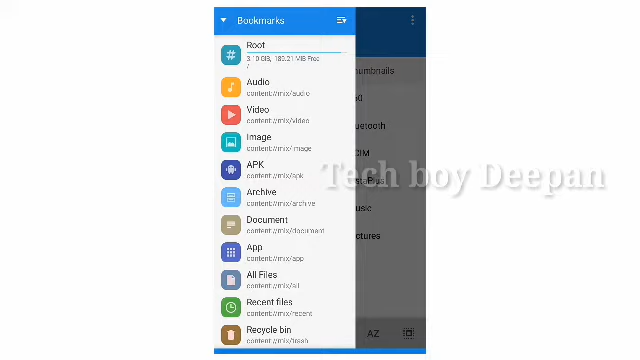 Bookmarks
Root
3.10 GiB, 189.21 MiB Free
/
Audio
content://mix/audio
Video
content://mix/video
Image
content://mix/image
APK
content://mix/apk
Archive
content://mix/archive
Document
content://mix/document
App
content://mix/app
All Files
content://mix/all
Recent files
content://mix/recent
Recycle bin
content://mix/trash
humbnails
uetooth
CIM
usic
ctures
AZ
Tech boy Deepan